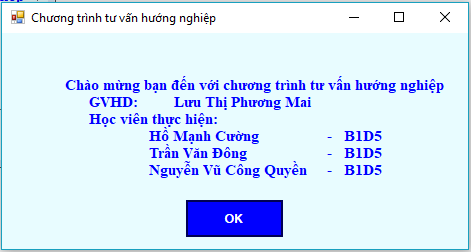 Chương trình tư vấn hướng nghiệp
Chào mừng bạn đến với chương trình tư vấn hướng nghiệp
GVHD: Lưu Thị Phương Mai
Học viên thực hiện:
Hồ Mạnh Cường - B1D5
Trần Văn Đông - B1D5
Nguyễn Vũ Công Quyền - B1D5
OK